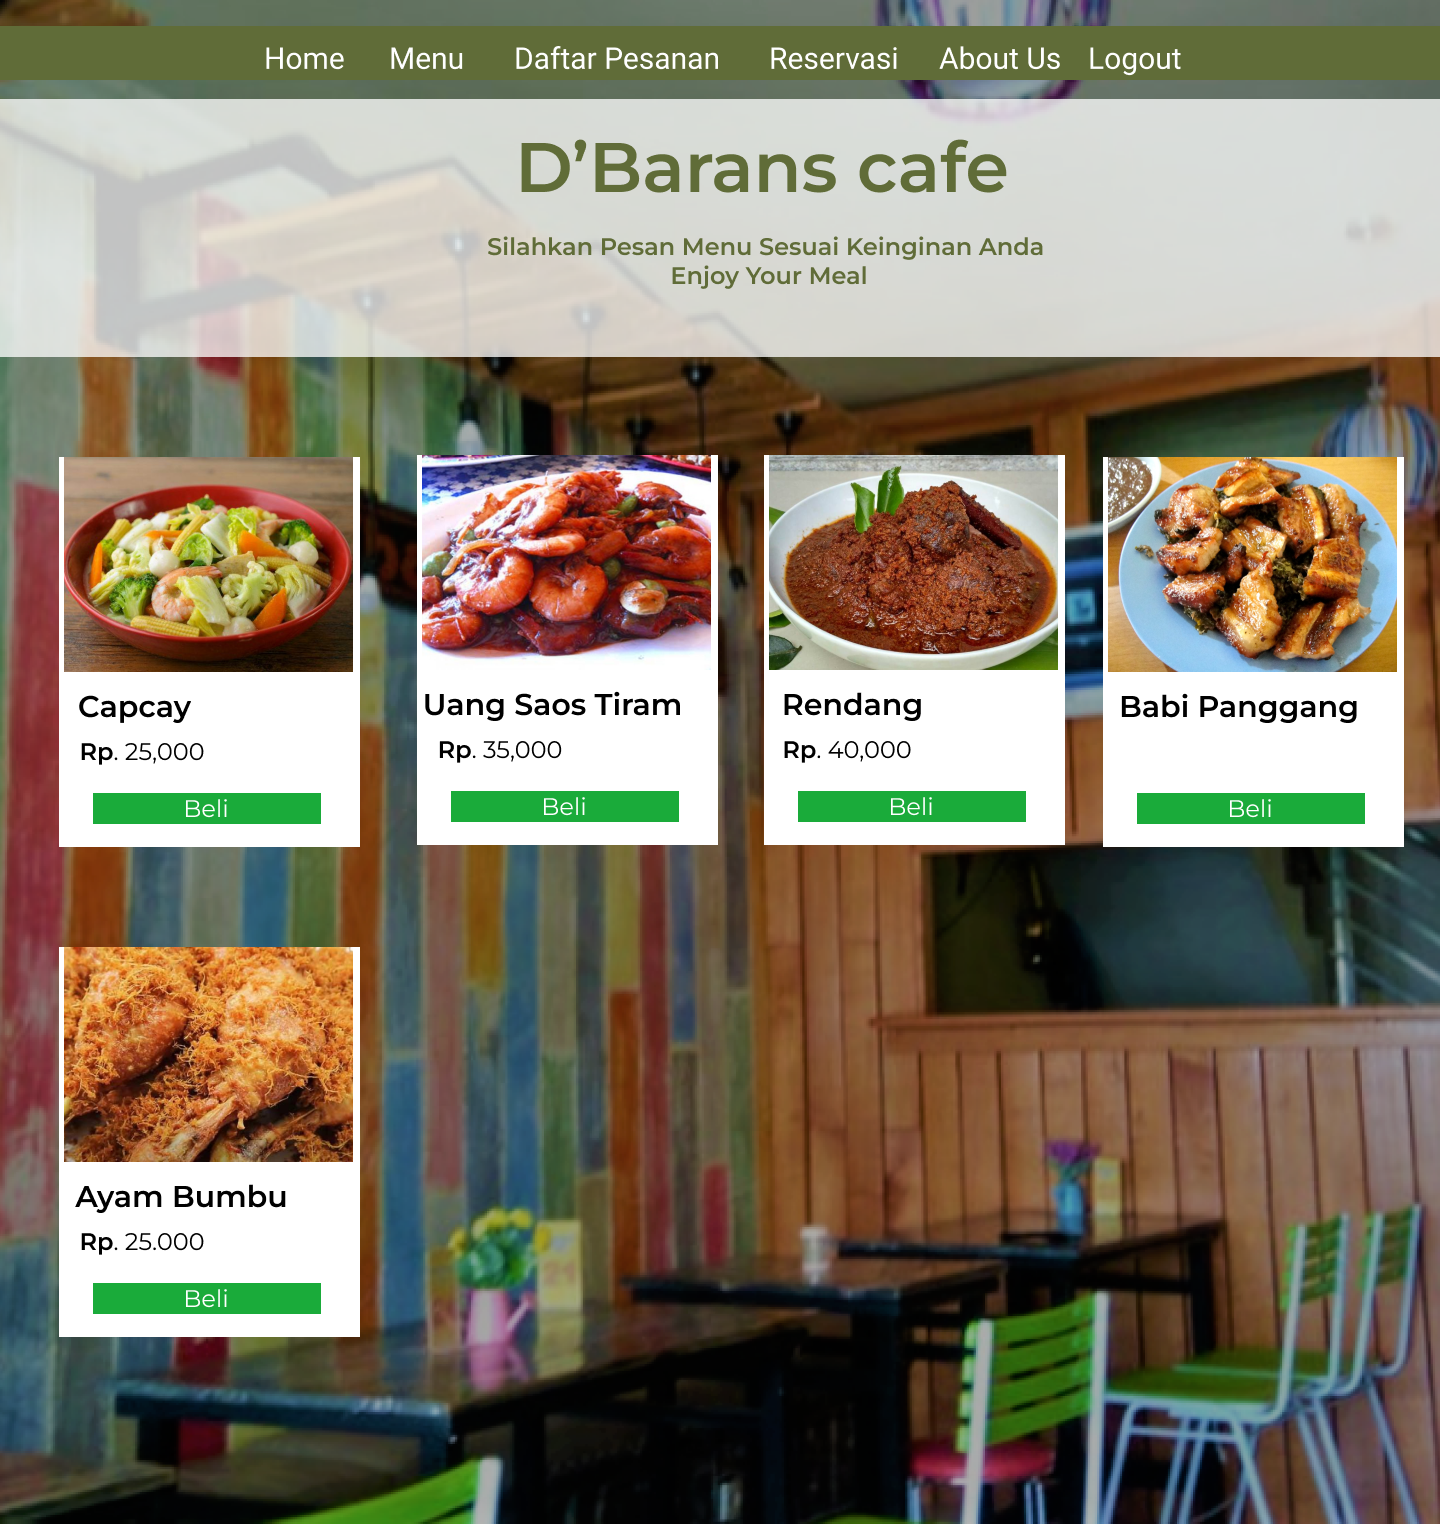 Home Menu Daftar Pesanan Reservasi About Us Logout
D’Barans cafe
Silahkan Pesan Menu Sesuai Keinginan Anda
Enjoy Your Meal
Capcay
Rp. 25,000
Beli
Uang Saos Tiram
Rp. 35,000
Beli
Rendang
Rp. 40,000
Beli
Babi Panggang
Beli
Ayam Bumbu
Rp. 25.000
Beli